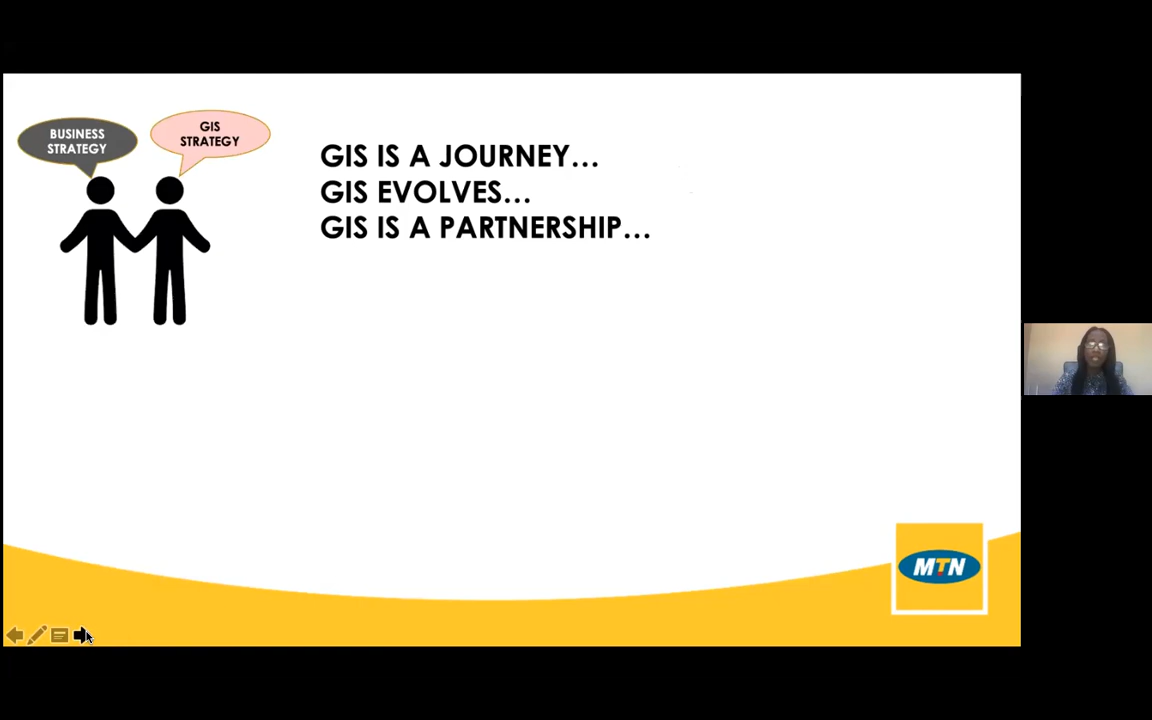 BUSINESS
STRATEGY
GIS
STRATEGY
GIS IS A JOURNEY...
GIS EVOLVES...
GIS IS A PARTNERSHIP...
MTN